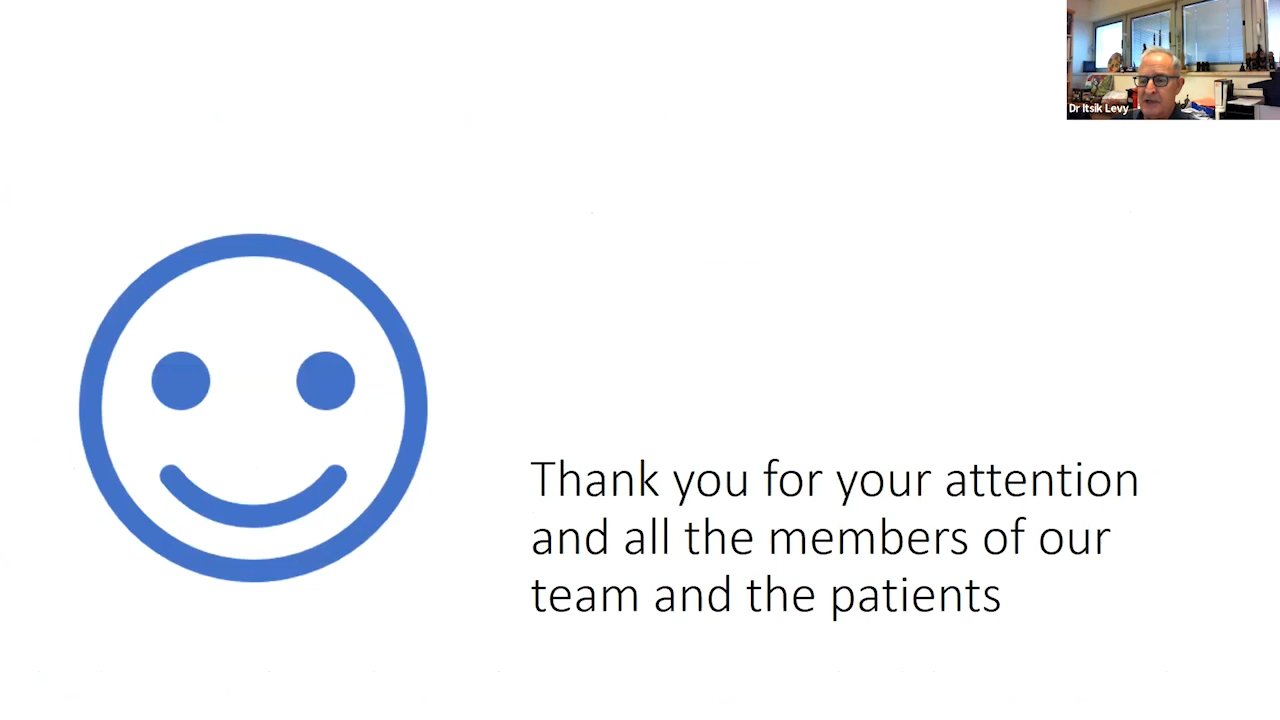 Dr Itsik Levy
Thank you for your attention
and all the members of our
team and the patients